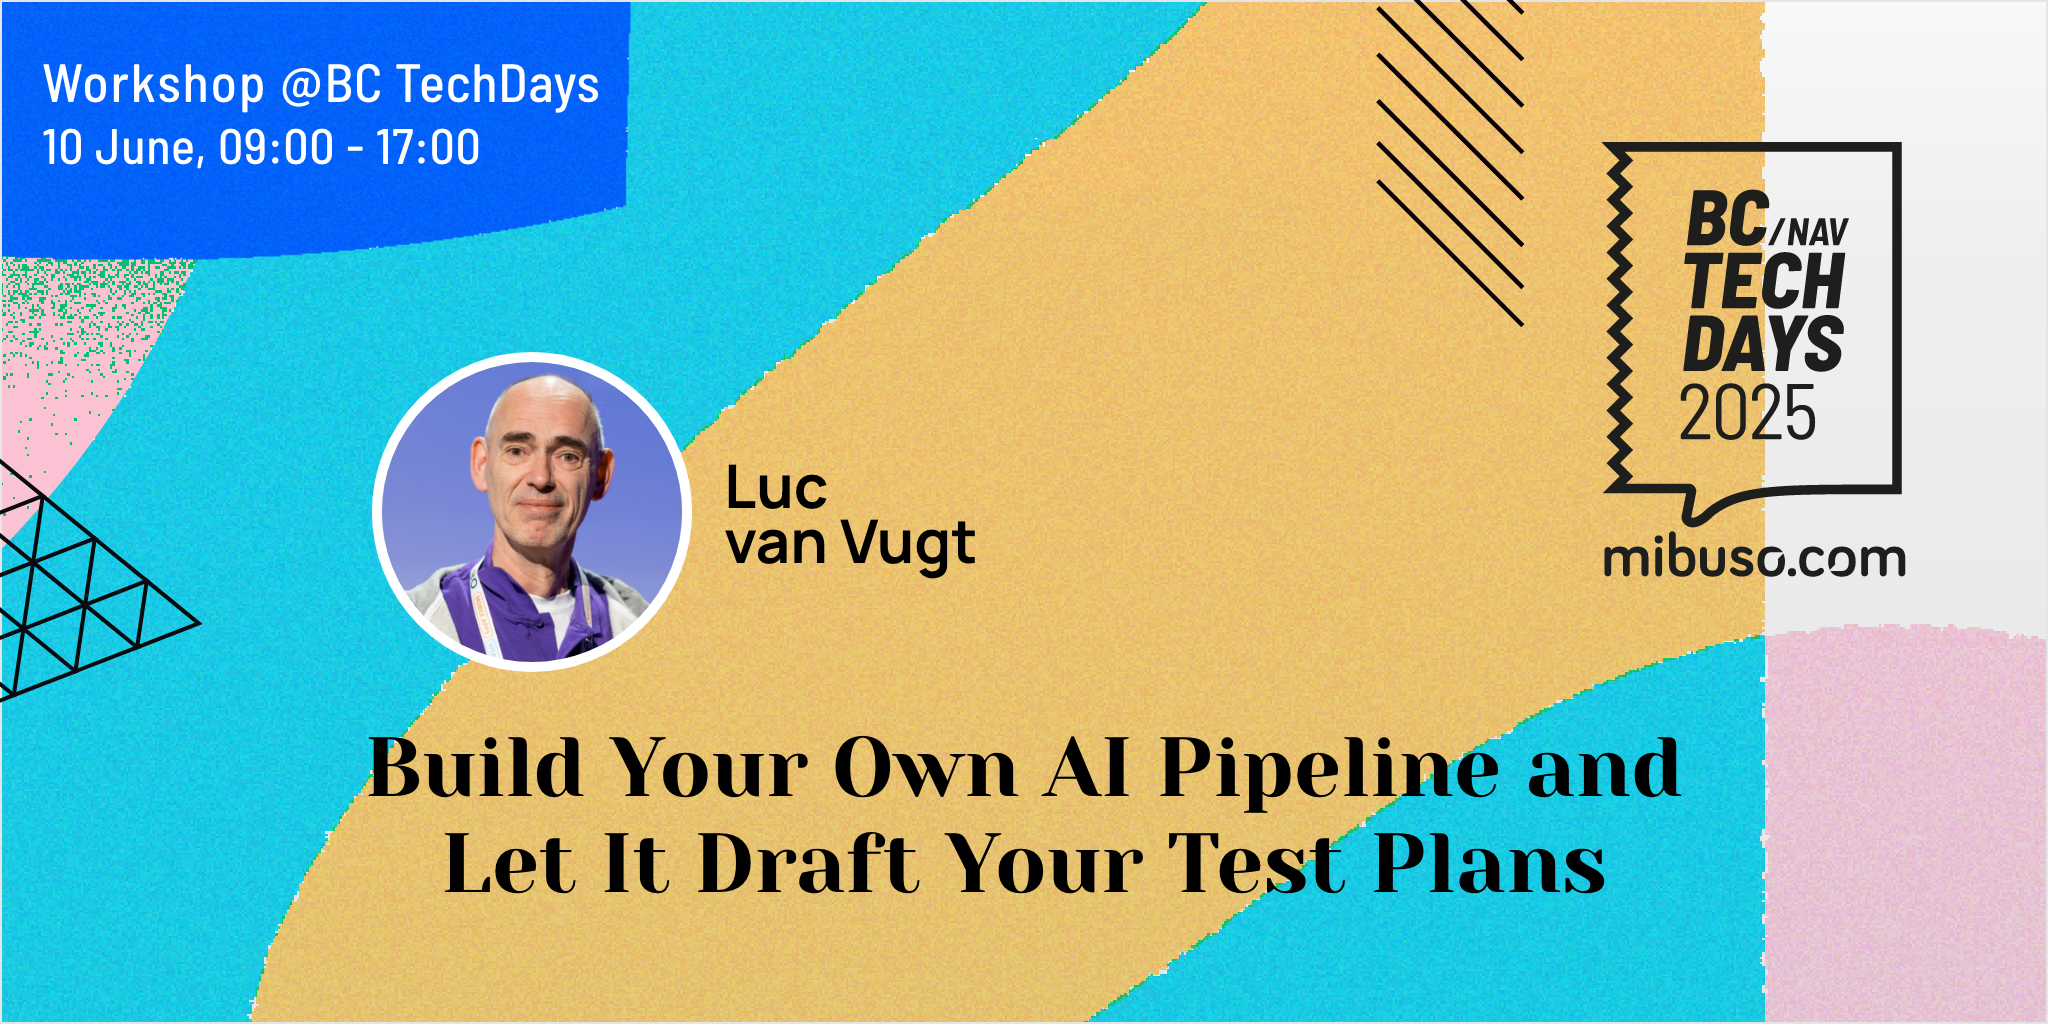 Workshop @BC TechDays
10 June, 09:00 - 17:00
BC/NAV
TECH
DAYS
2025
mibuso.com
Luc
van Vugt
Build Your Own AI Pipeline and
Let It Draft Your Test Plans